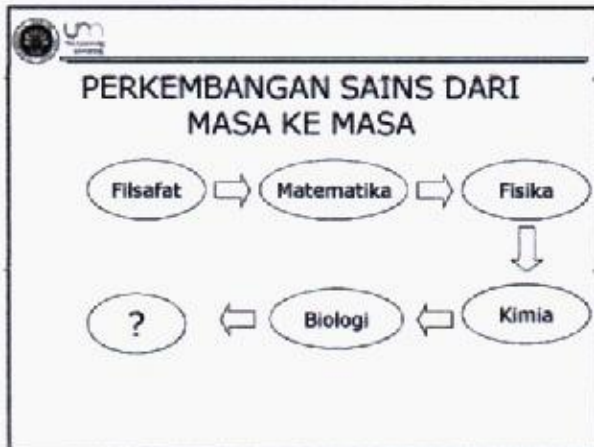 PERKEMBANGAN SAINS DARI
MASA KE MASA
Filsafat
Matematika
Fisika
Kimia
Biologi
?